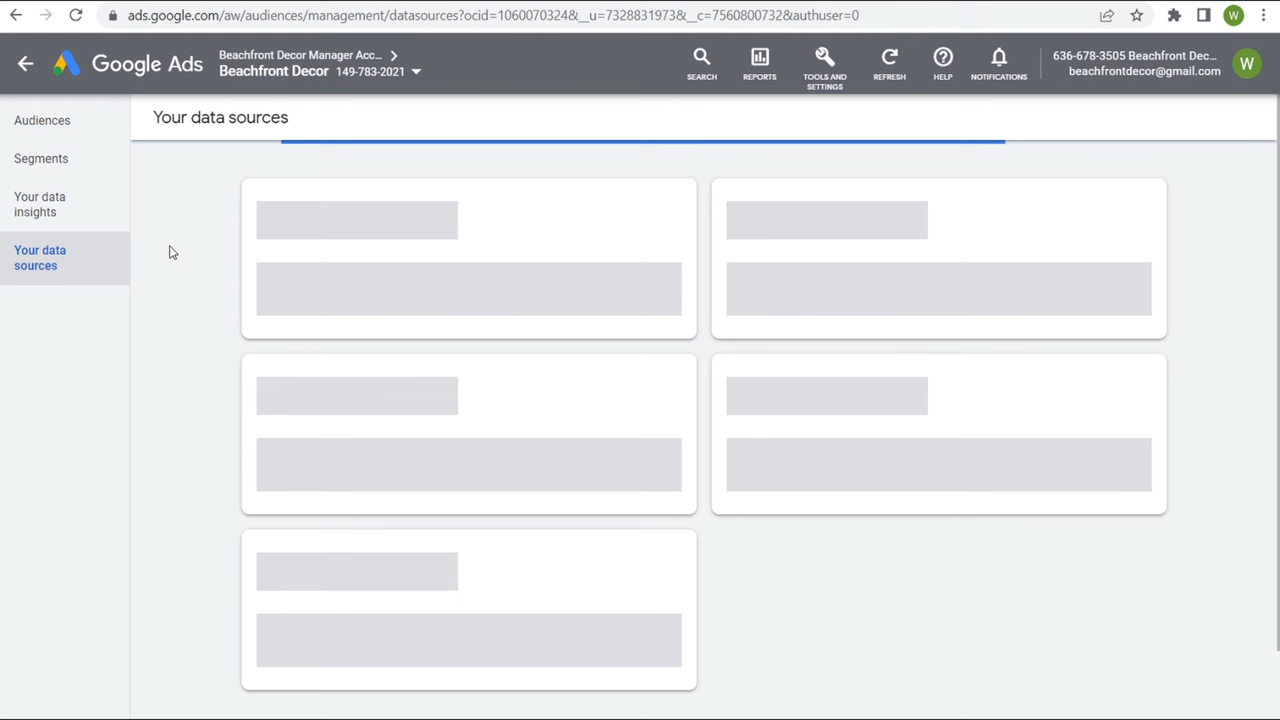 ads.google.com/aw/audiences/management/datasources?ocid=1060070324&__u=7328831973&__c=7560800732&authuser=0
W
Google Ads
Beachfront Decor Manager Acc...
Beachfront Decor 149-783-2021
SEARCH
REPORTS
TOOLS AND
SETTINGS
REFRESH
HELP
NOTIFICATIONS
636-678-3505 Beachfront Dec...
beachfrontdecor@gmail.com
W
Audiences
Segments
Your data
insights
Your data
sources
Your data sources